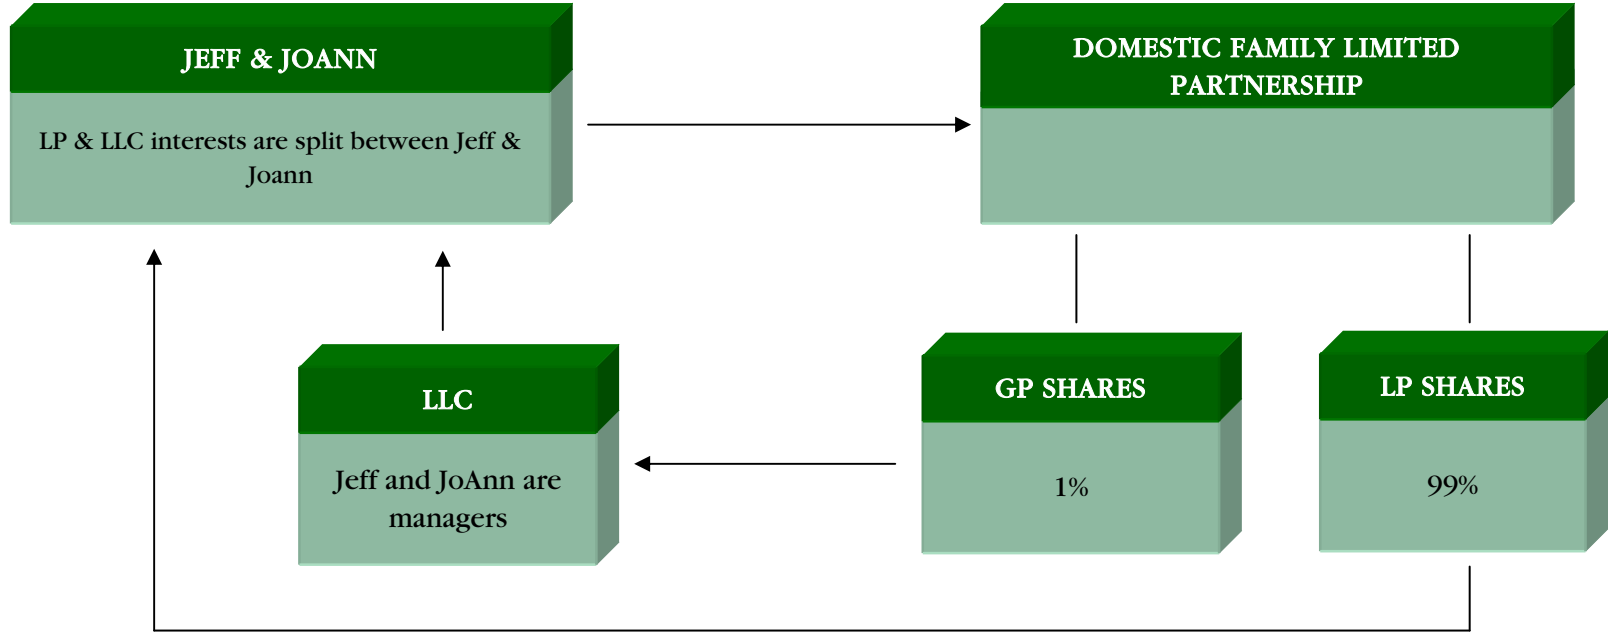 JEFF & JOANN
LP & LLC interests are split between Jeff &
Joann
DOMESTIC FAMILY LIMITED
PARTNERSHIP
LLC
Jeff and JoAnn are
managers
GP SHARES
1%
LP SHARES
99%